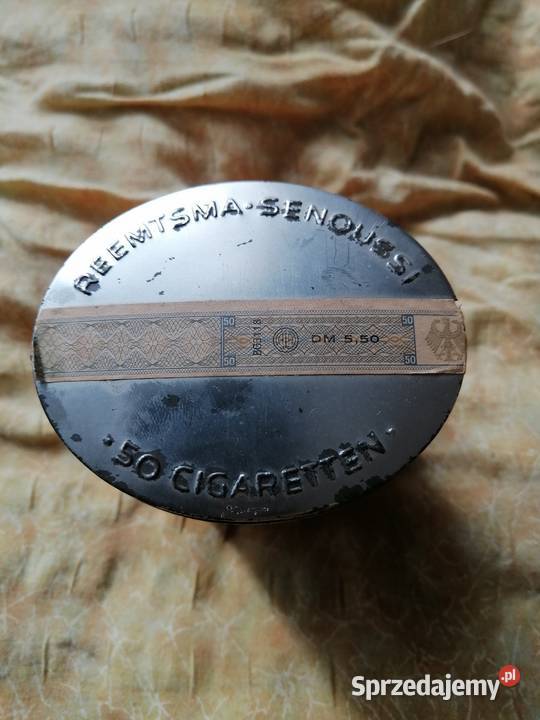 REEMTSMA·SENOUSSI
50 50
DM 5,50
50 50
·50 CIGARETTEN·
Sprzedajemy.pl